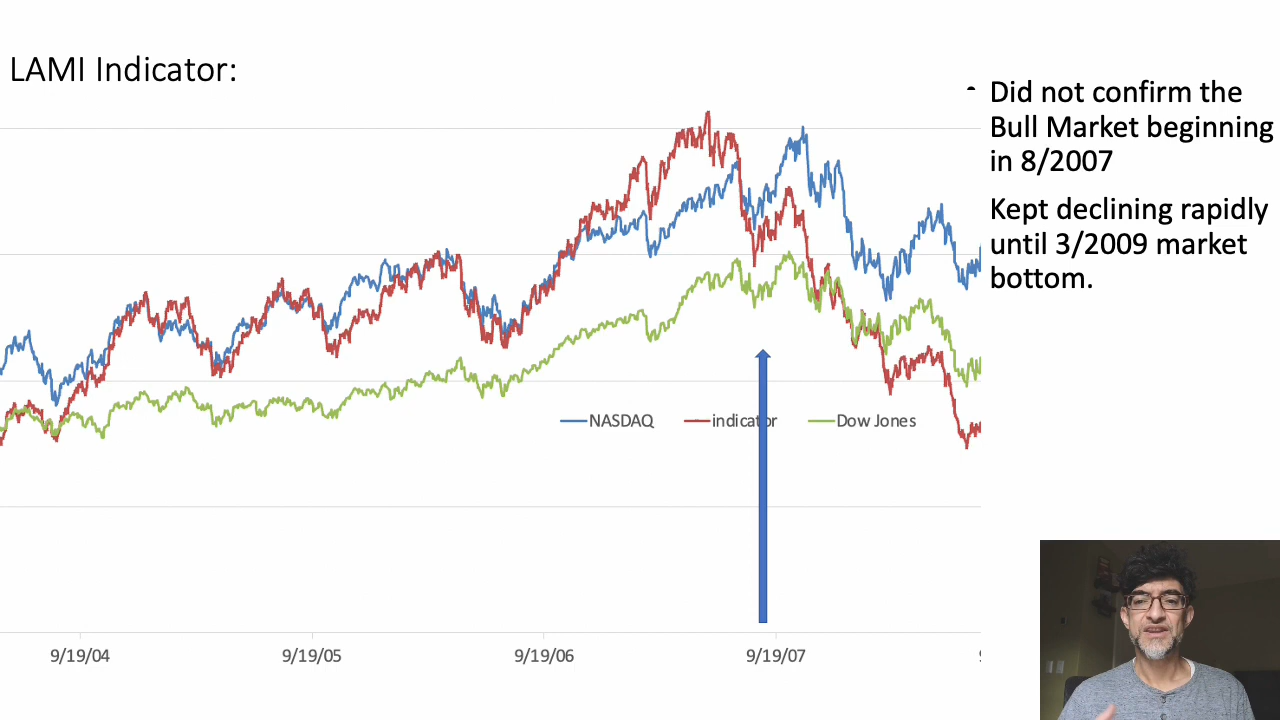 LAMI Indicator:
Did not confirm the
Bull Market beginning
in 8/2007
Kept declining rapidly
until 3/2009 market
bottom.
NASDAQ indicator Dow Jones
9/19/04 9/19/05 9/19/06 9/19/07